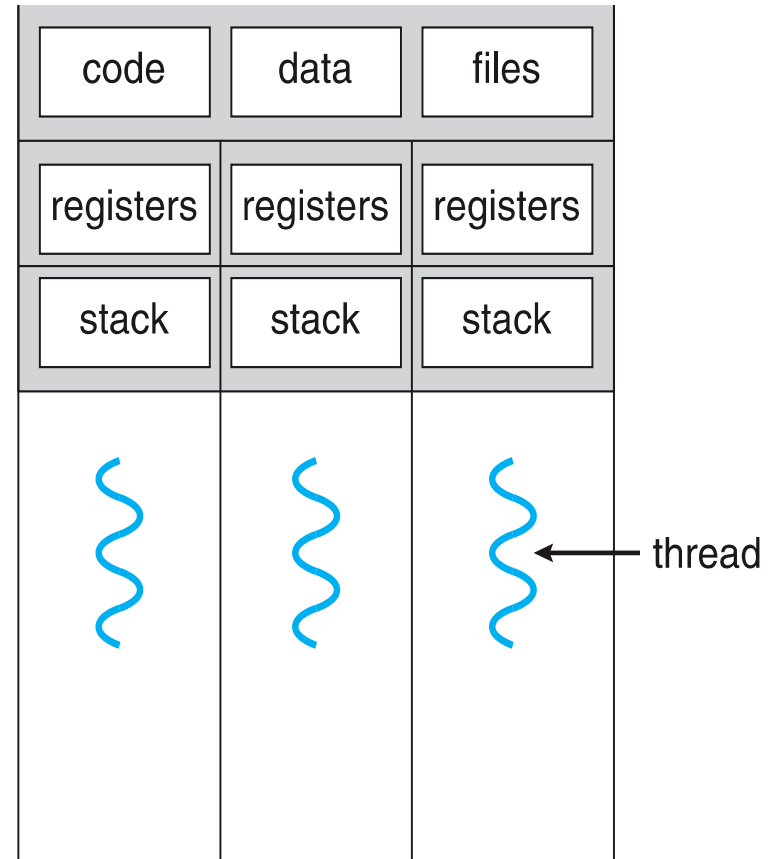 code data files
registers registers registers
stack stack stack
thread